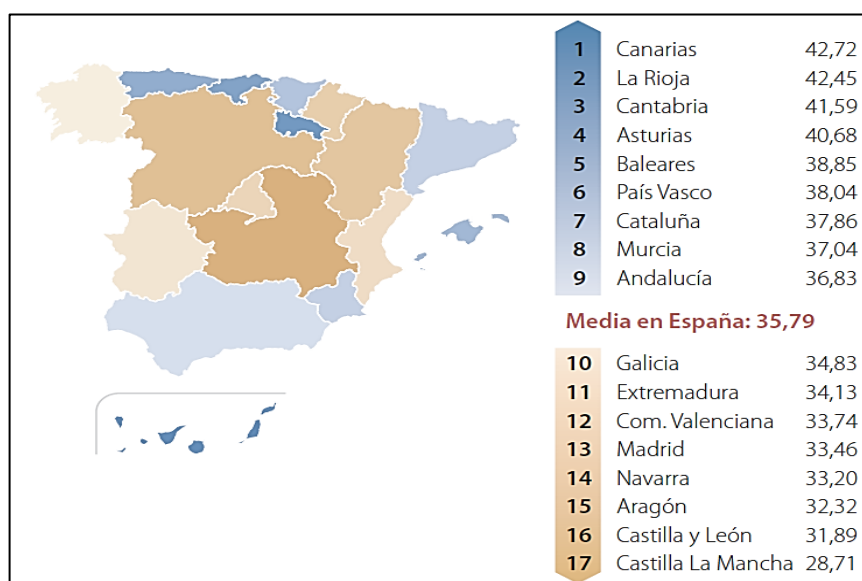 1 Canarias 42,72
2 La Rioja 42,45
3 Cantabria 41,59
4 Asturias 40,68
5 Baleares 38,85
6 País Vasco 38,04
7 Cataluña 37,86
8 Murcia 37,04
9 Andalucía 36,83
Media en España: 35,79
10 Galicia 34,83
11 Extremadura 34,13
12 Com. Valenciana 33,74
13 Madrid 33,46
14 Navarra 33,20
15 Aragón 32,32
16 Castilla y León 31,89
17 Castilla La Mancha 28,71